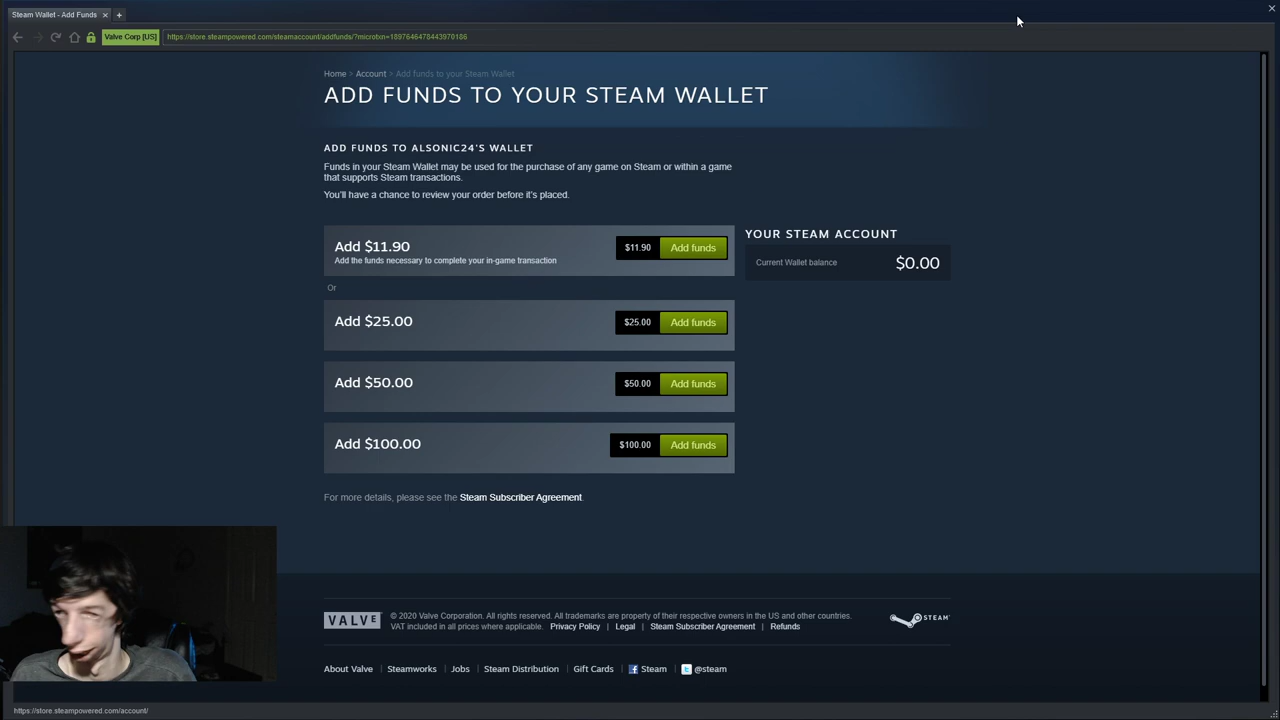 Steam Wallet - Add Funds
Valve Corp [US]
https://store.steampowered.com/steamaccount/addfunds/?microtxn=1897646478443970186
Home > Account > Add funds to your Steam Wallet
ADD FUNDS TO YOUR STEAM WALLET
ADD FUNDS TO ALSONIC24'S WALLET
Funds in your Steam Wallet may be used for the purchase of any game on Steam or within a game
that supports Steam transactions.
You'll have a chance to review your order before it's placed.
Add $11.90
Add the funds necessary to complete your in-game transaction
$11.90 Add funds
Or
Add $25.00
$25.00 Add funds
Add $50.00
$50.00 Add funds
Add $100.00
$100.00 Add funds
YOUR STEAM ACCOUNT
Current Wallet balance $0.00
For more details, please see the Steam Subscriber Agreement.
VALVE
© 2020 Valve Corporation. All rights reserved. All trademarks are property of their respective owners in the US and other countries.
VAT included in all prices where applicable. Privacy Policy | Legal | Steam Subscriber Agreement | Refunds
STEAM
About Valve | Steamworks | Jobs | Steam Distribution | Gift Cards | Steam | @steam
https://store.steampowered.com/account/